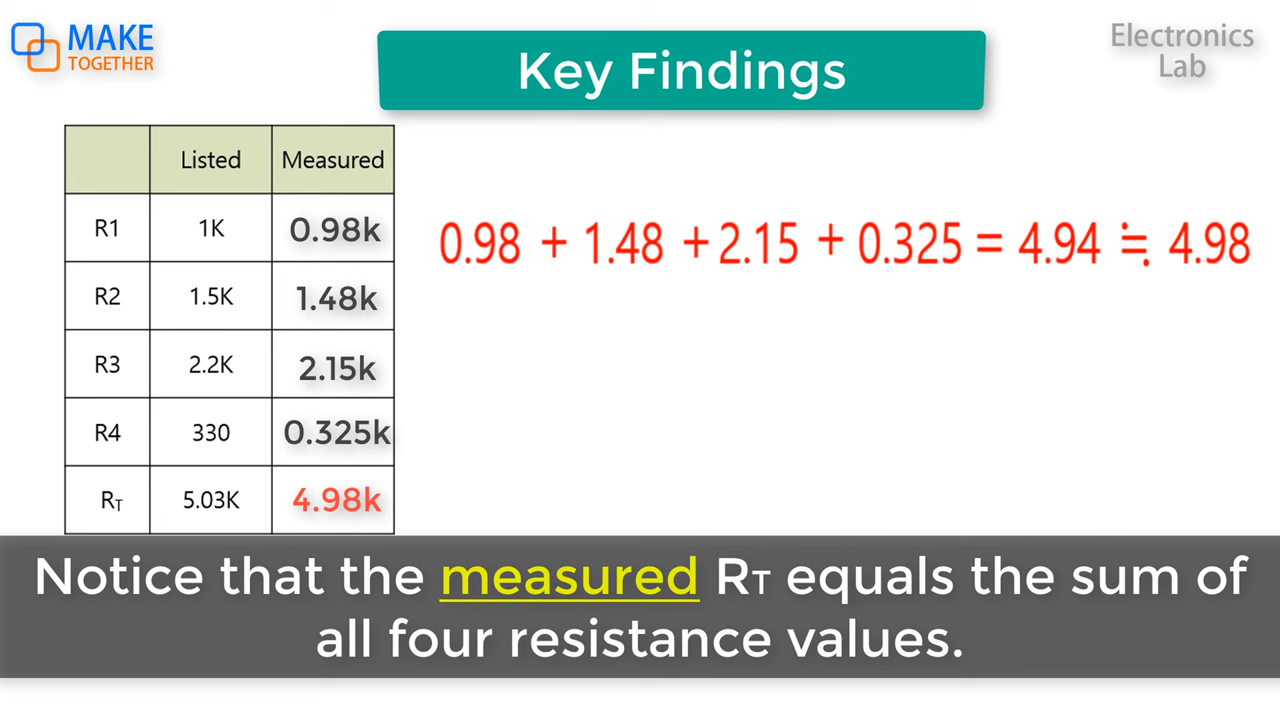 MAKE
TOGETHER
Key Findings
Electronics
Lab
Listed Measured
R1 1K 0.98k
R2 1.5K 1.48k
R3 2.2K 2.15k
R4 330 0.325k
RT 5.03K 4.98k
0.98 + 1.48 + 2.15 + 0.325 = 4.94 ≒ 4.98
Notice that the measured RT equals the sum of
all four resistance values.